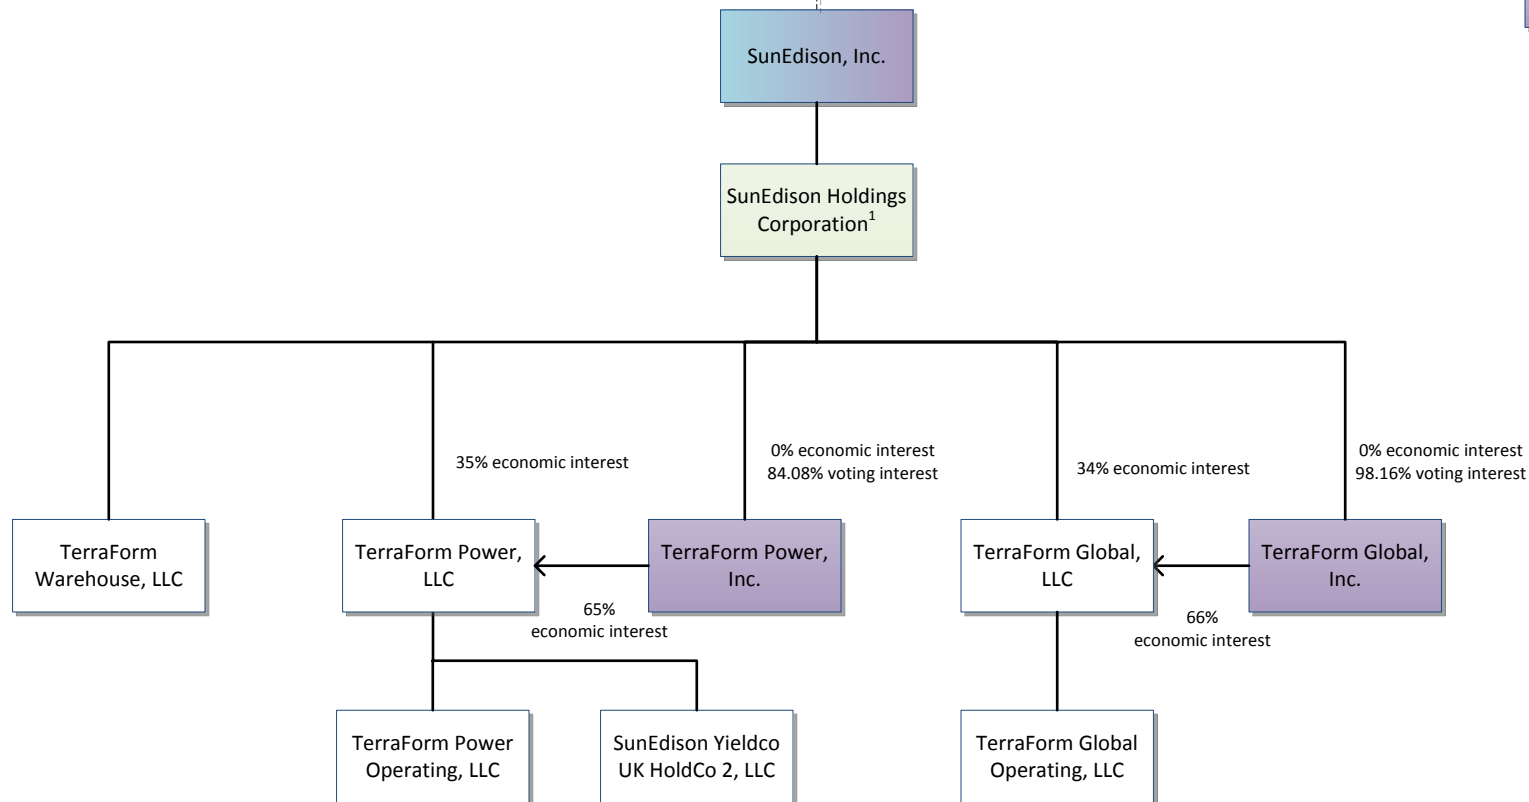 SunEdison, Inc.
SunEdison Holdings
Corporation1
35% economic interest
0% economic interest
84.08% voting interest
34% economic interest
0% economic interest
98.16% voting interest
TerraForm
Warehouse, LLC
TerraForm Power,
LLC
TerraForm Power,
Inc.
TerraForm Global,
LLC
TerraForm Global,
Inc.
65%
economic interest
66%
economic interest
TerraForm Power
Operating, LLC
SunEdison Yieldco
UK HoldCo 2, LLC
TerraForm Global
Operating, LLC